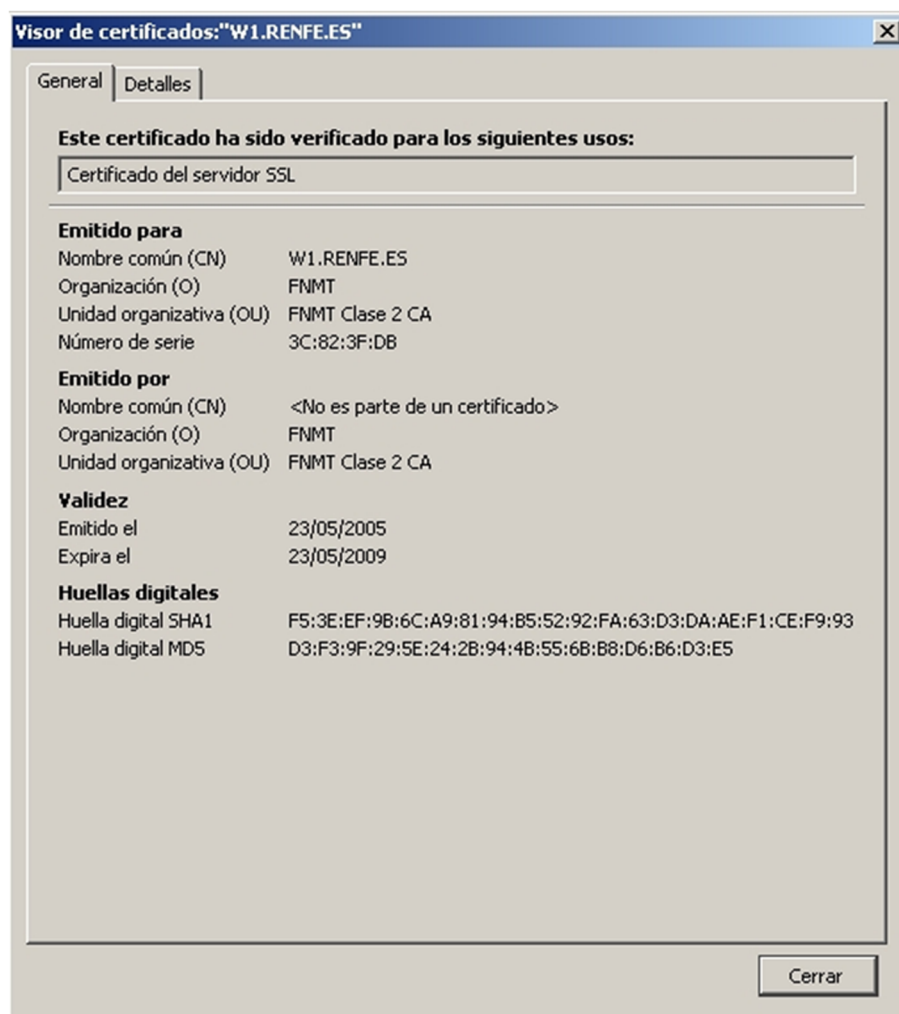 Visor de certificados:"W1.RENFE.ES"
General Detalles
Este certificado ha sido verificado para los siguientes usos:
Certificado del servidor SSL
Emitido para
Nombre común (CN) W1.RENFE.ES
Organización (O) FNMT
Unidad organizativa (OU) FNMT Clase 2 CA
Número de serie 3C:82:3F:DB
Emitido por
Nombre común (CN) <No es parte de un certificado>
Organización (O) FNMT
Unidad organizativa (OU) FNMT Clase 2 CA
Validez
Emitido el 23/05/2005
Expira el 23/05/2009
Huellas digitales
Huella digital SHA1 F5:3E:EF:9B:6C:A9:81:94:B5:52:92:FA:63:D3:DA:AE:F1:CE:F9:93
Huella digital MD5 D3:F3:9F:29:5E:24:2B:94:4B:55:6B:B8:D6:B6:D3:E5
Cerrar